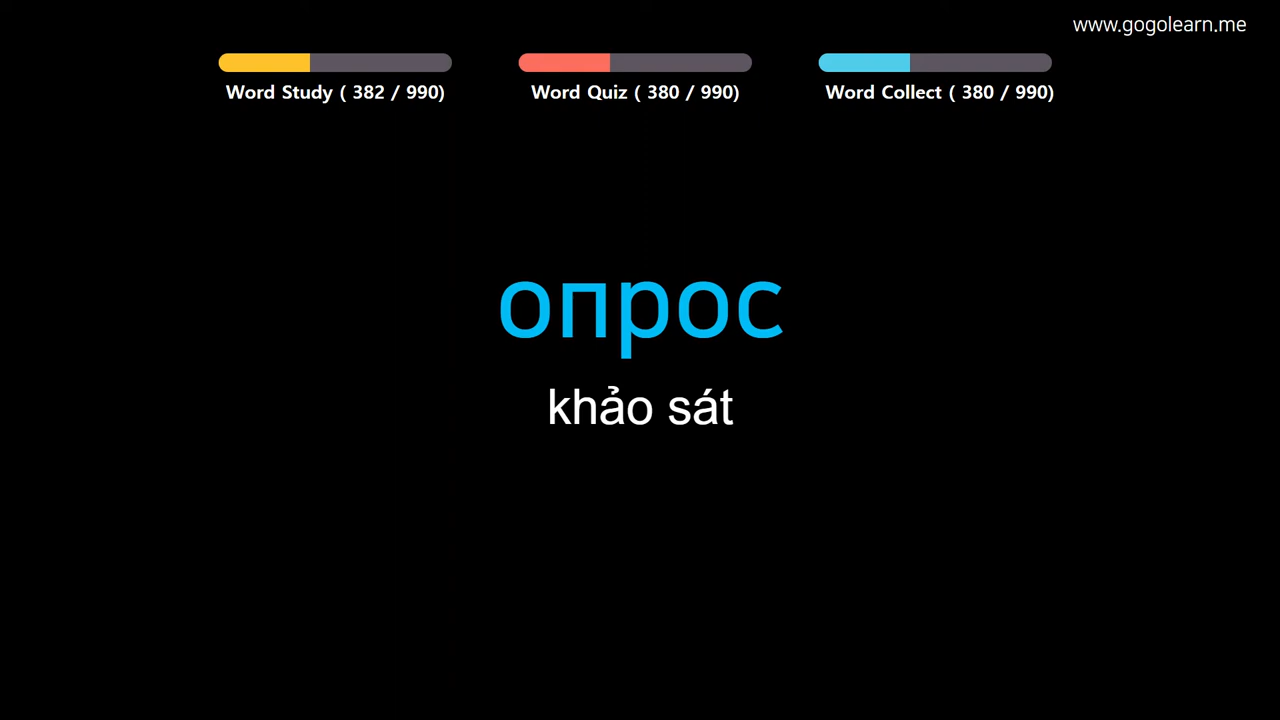 www.gogolearn.me
Word Study ( 382 / 990)
Word Quiz ( 380 / 990)
Word Collect ( 380 / 990)
опрос
khảo sát